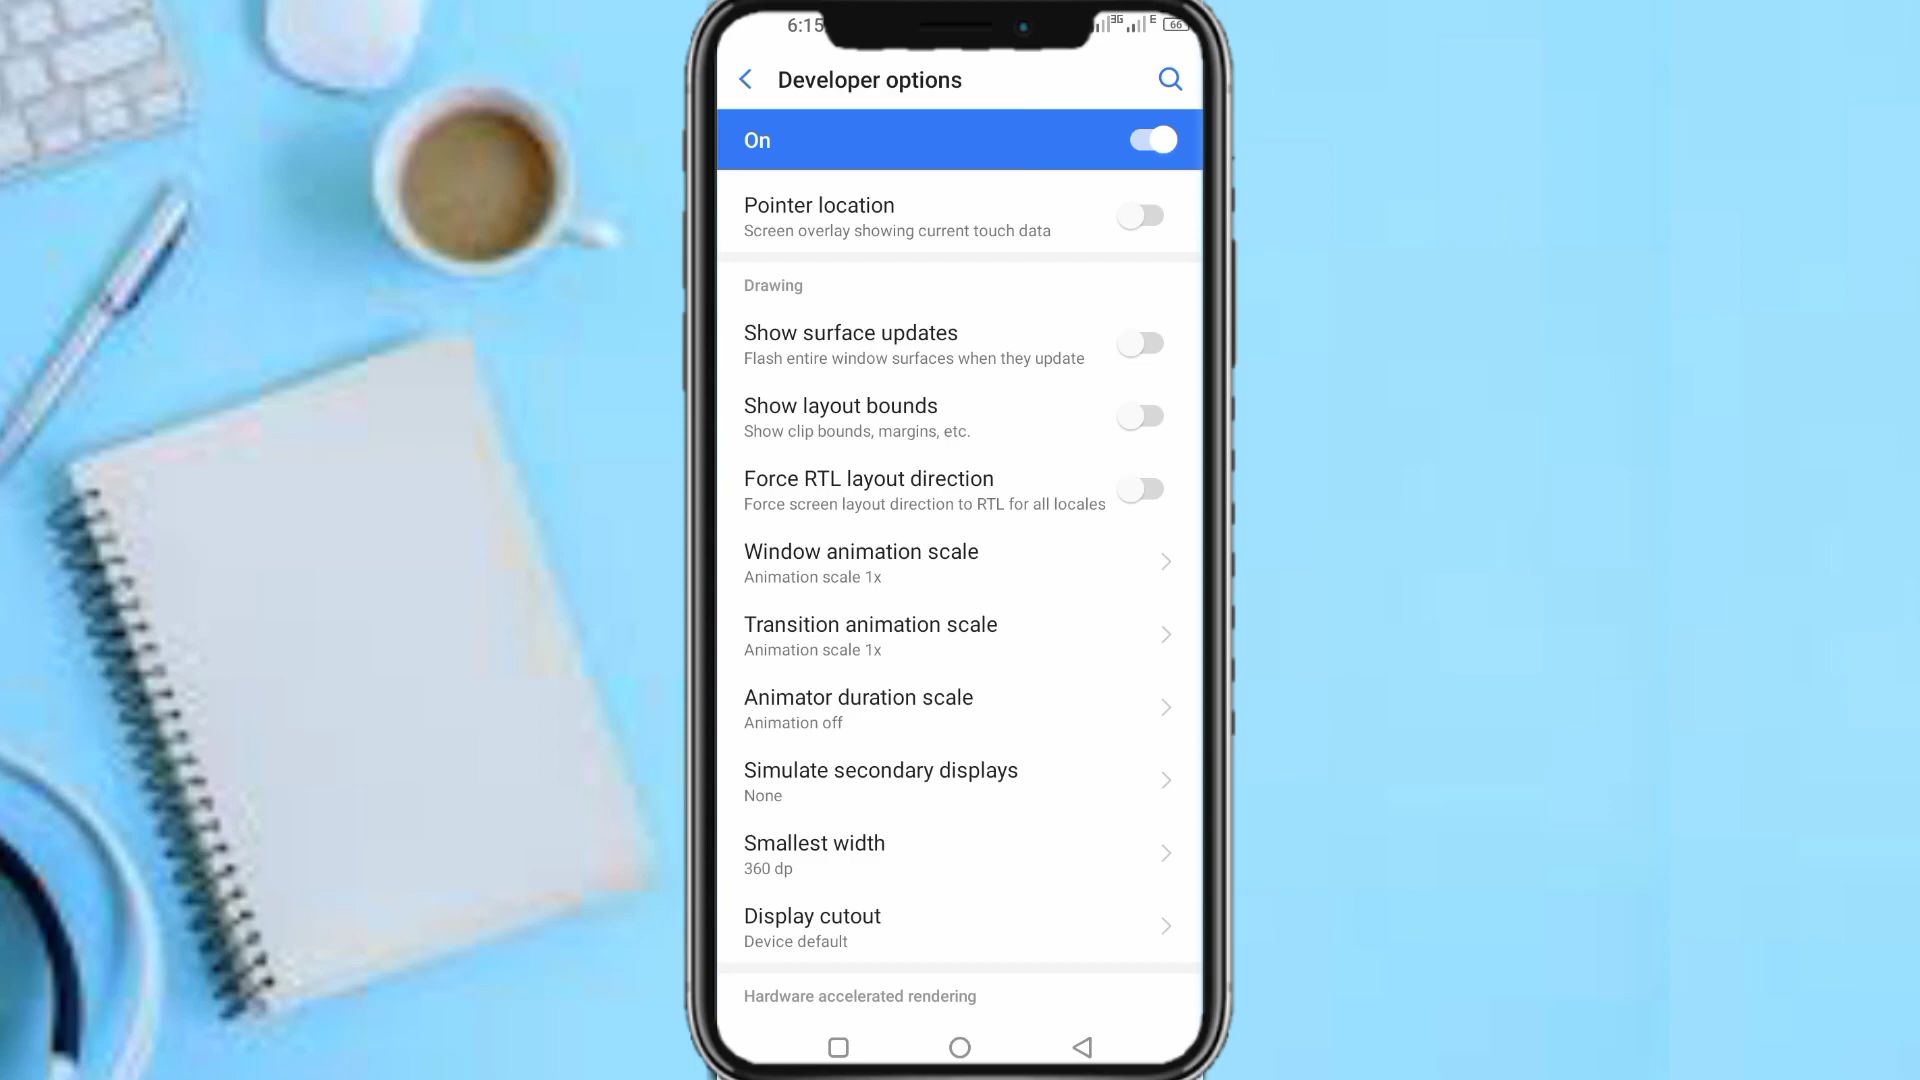 6:15
3G E 66
Developer options
On
Pointer location
Screen overlay showing current touch data
Drawing
Show surface updates
Flash entire window surfaces when they update
Show layout bounds
Show clip bounds, margins, etc.
Force RTL layout direction
Force screen layout direction to RTL for all locales
Window animation scale
Animation scale 1x
Transition animation scale
Animation scale 1x
Animator duration scale
Animation off
Simulate secondary displays
None
Smallest width
360 dp
Display cutout
Device default
Hardware accelerated rendering